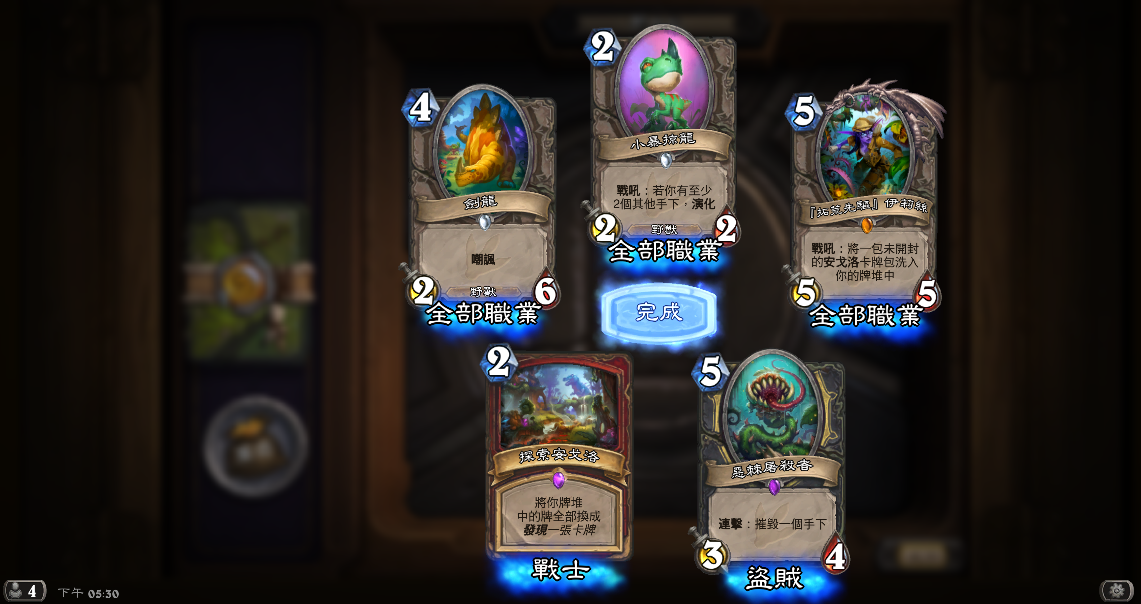 4
劍龍
嘲諷
野獸
2
6
全部職業
2
小暴掠龍
戰吼：若你有至少
2個其他手下，演化
野獸
2
2
全部職業
5
『拓荒先驅』伊莉絲
戰吼：將一包未開封
的安戈洛卡牌包洗入
你的牌堆中
5
5
全部職業
完成
2
探索安戈洛
將你牌堆
中的牌全部換成
發現一張卡牌
戰士
5
惡棘屠殺者
連擊：摧毀一個手下
3
4
盜賊
4
下午 05:30